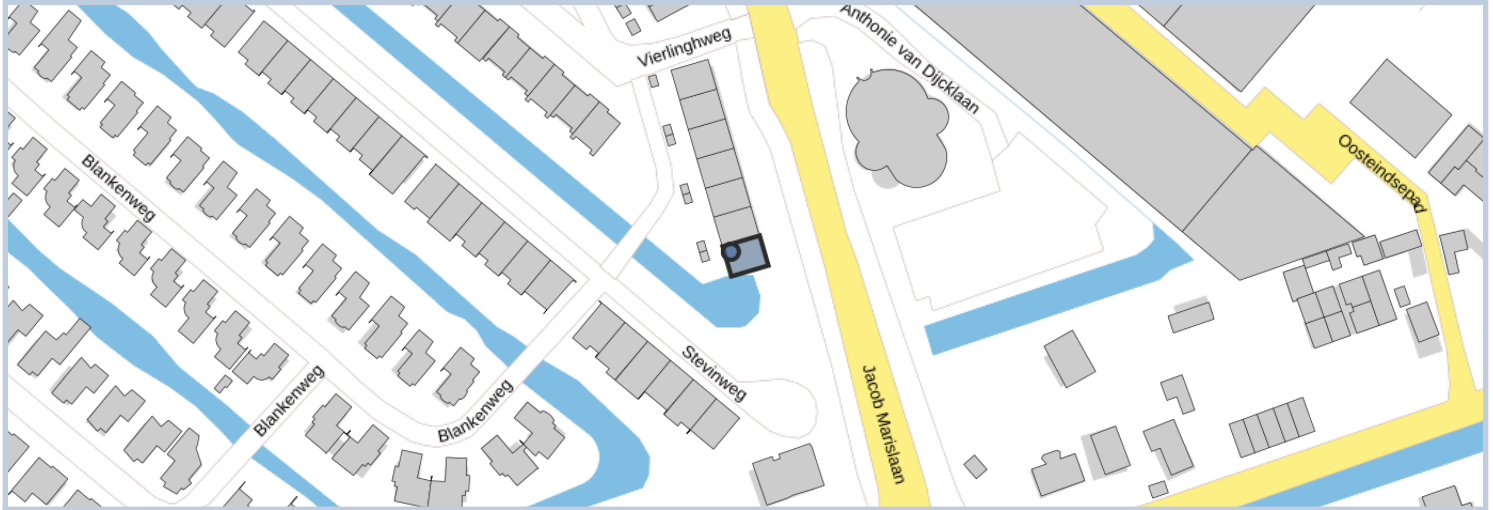 Vierlinghweg
Anthonie van Dijcklaan
Oosteindsepad
Blankenweg
Stevinweg
Blankenweg
Blankenweg
Jacob Marislaan